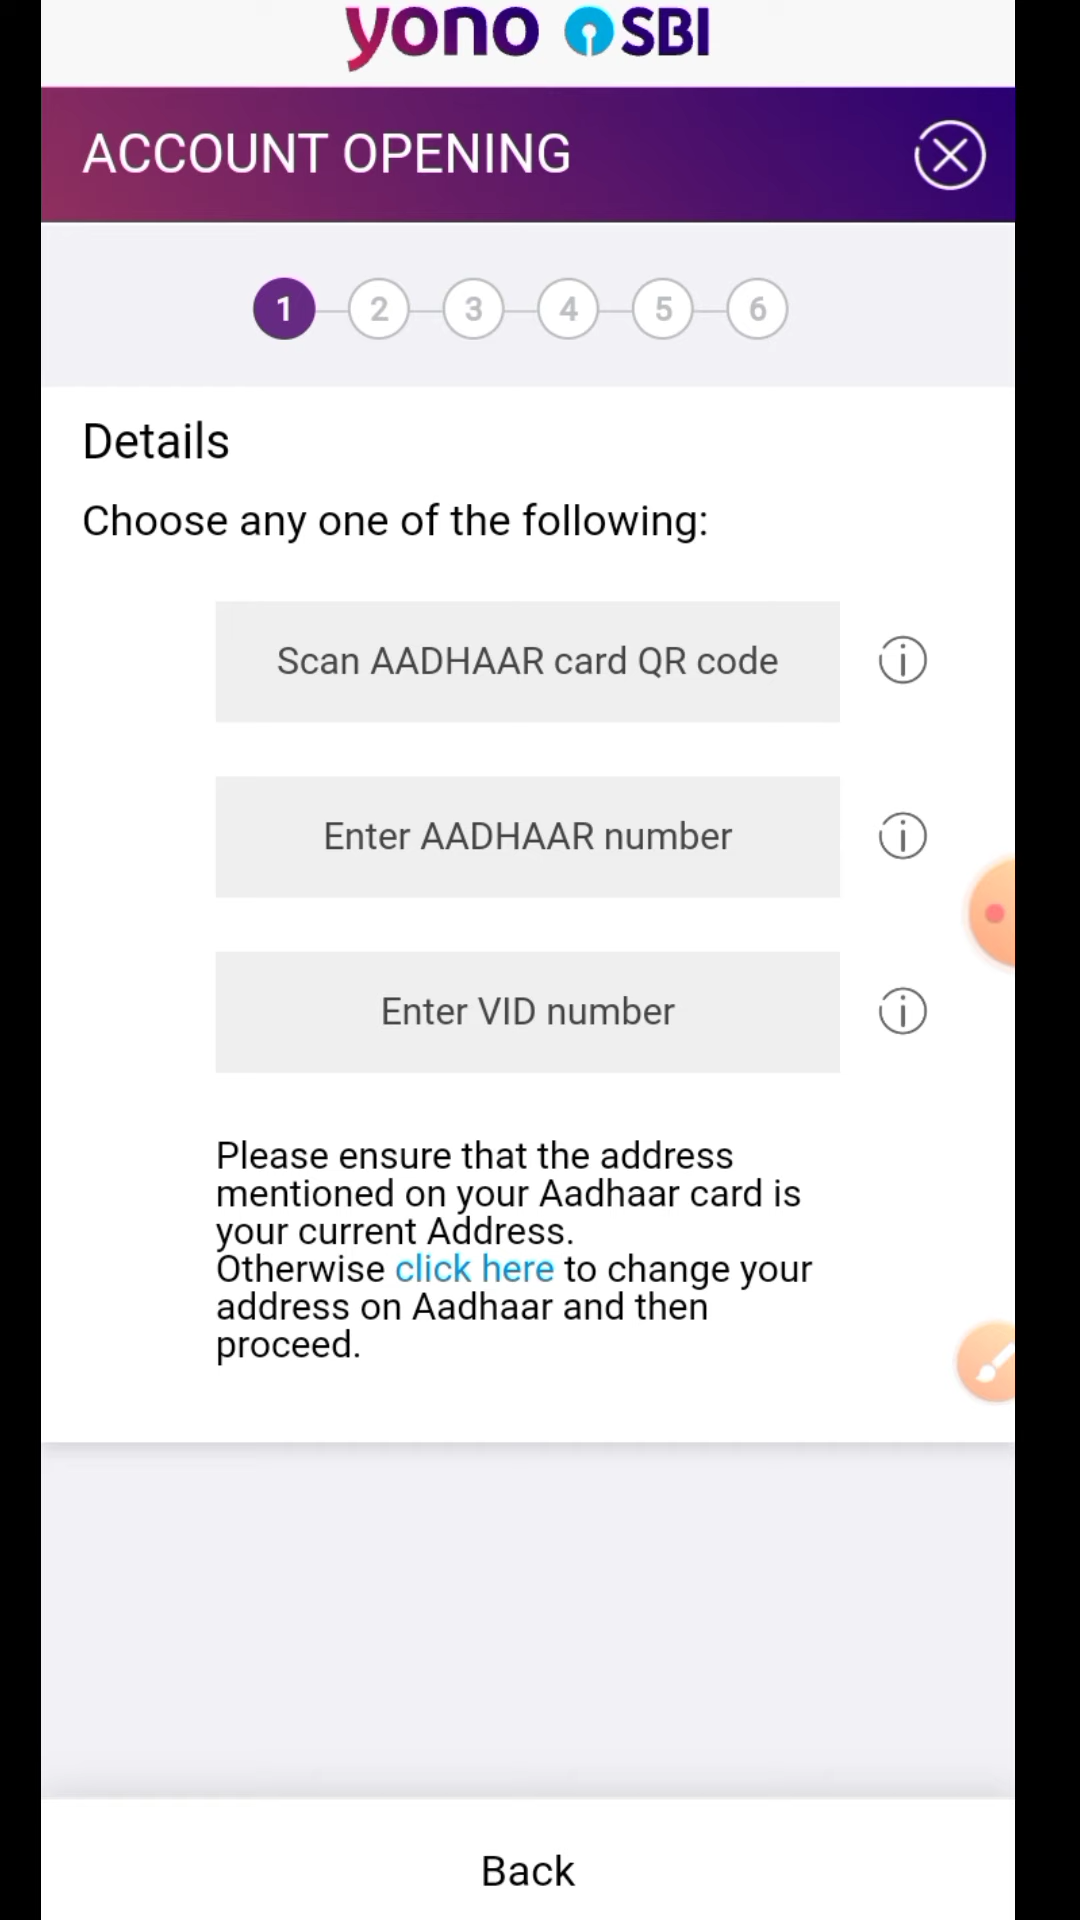 yono SBI
ACCOUNT OPENING
1 2 3 4 5 6
Details
Choose any one of the following:
Scan AADHAAR card QR code
Enter AADHAAR number
Enter VID number
Please ensure that the address
mentioned on your Aadhaar card is
your current Address.
Otherwise click here to change your
address on Aadhaar and then
proceed.
Back